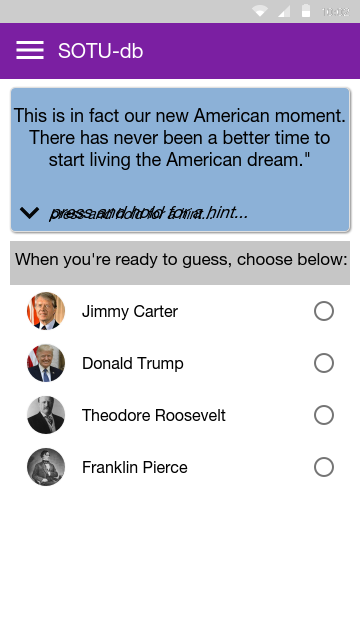 SOTU-db
This is in fact our new American moment.
There has never been a better time to
start living the American dream."
press and hold for a hint...
When you're ready to guess, choose below:
Jimmy Carter
Donald Trump
Theodore Roosevelt
Franklin Pierce